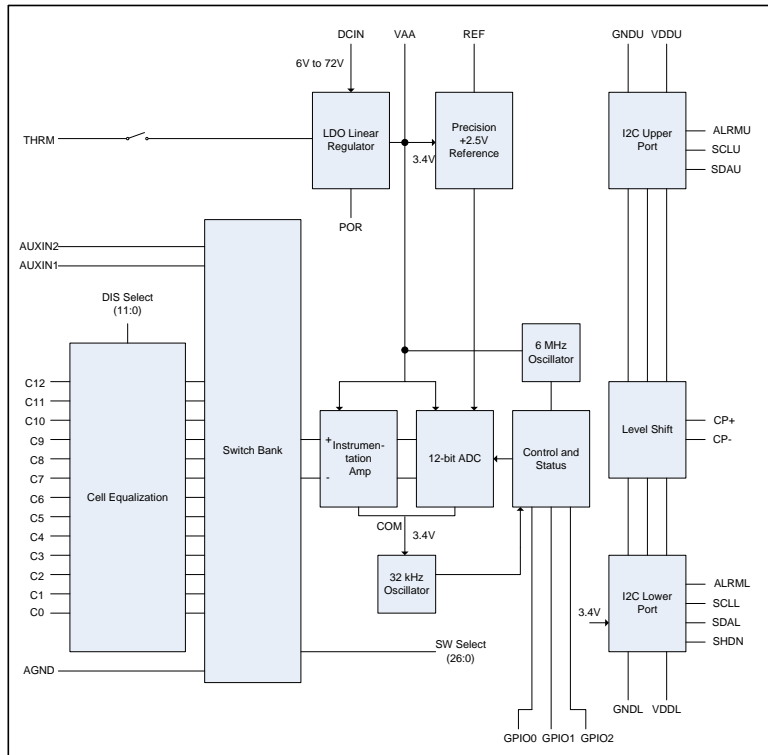 DCIN
VAA
REF
GNDU
VDDU
6V to 72V
THRM
LDO Linear
Regulator
3.4V
Precision
+2.5V
Reference
I2C Upper
Port
ALRMU
SCLU
SDAU
POR
AUXIN2
AUXIN1
DIS Select
(11:0)
6 MHz
Oscillator
C12
C11
C10
C9
C8
C7
C6
C5
C4
C3
C2
C1
C0
Cell Equalization
Switch Bank
+
-
Instrumen-
tation
Amp
12-bit ADC
Control and
Status
Level Shift
CP+
CP-
COM
3.4V
32 kHz
Oscillator
3.4V
I2C Lower
Port
ALRML
SCLL
SDAL
SHDN
SW Select
(26:0)
AGND
GNDL
VDDL
GPIO0
GPIO1
GPIO2